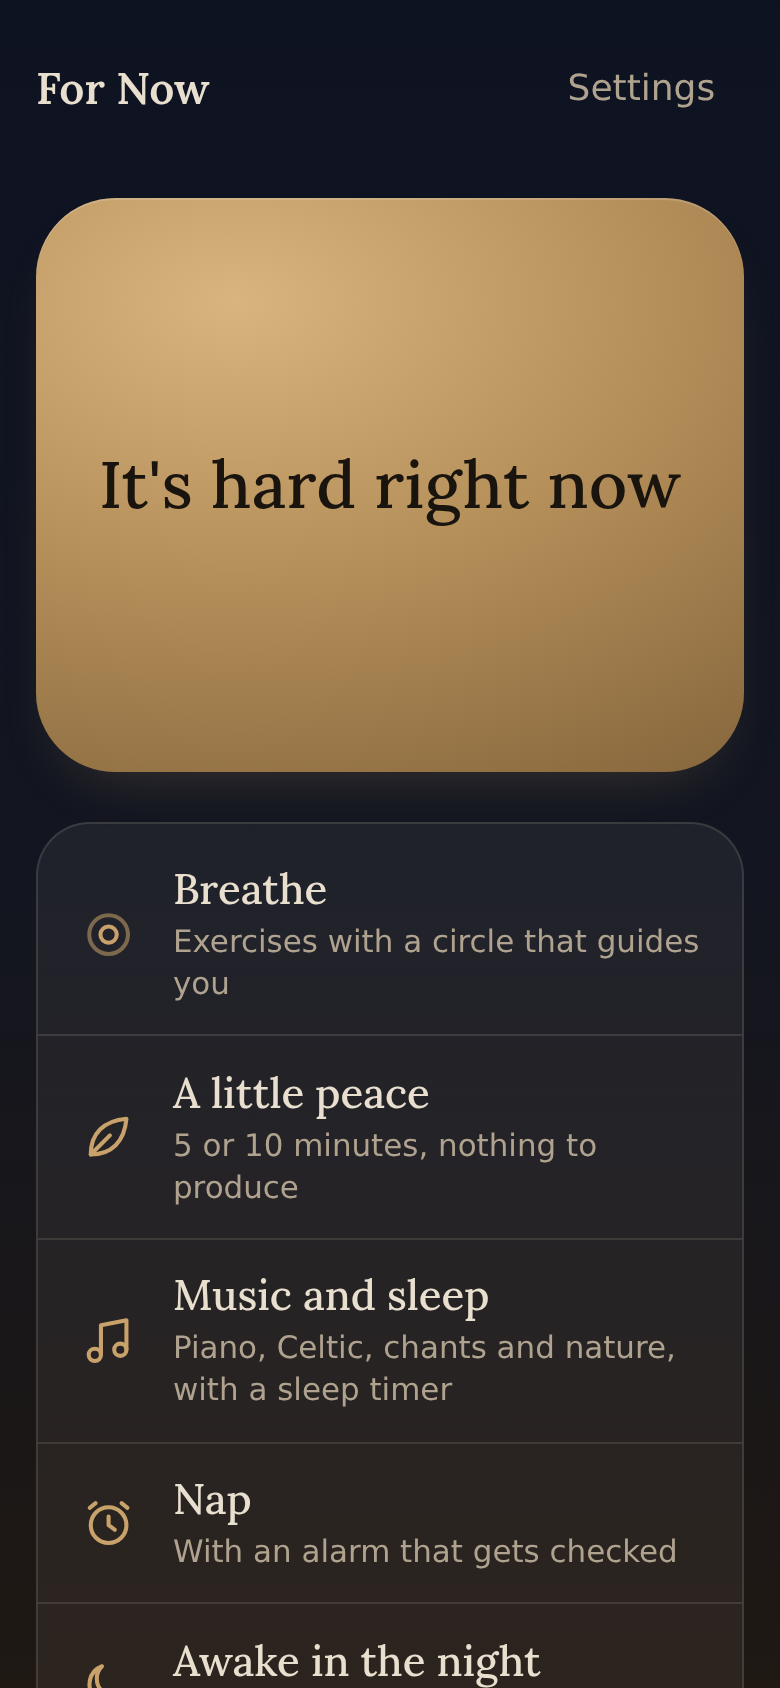 For Now
Settings
It's hard right now
Breathe
Exercises with a circle that guides
you
A little peace
5 or 10 minutes, nothing to
produce
Music and sleep
Piano, Celtic, chants and nature,
with a sleep timer
Nap
With an alarm that gets checked
Awake in the night